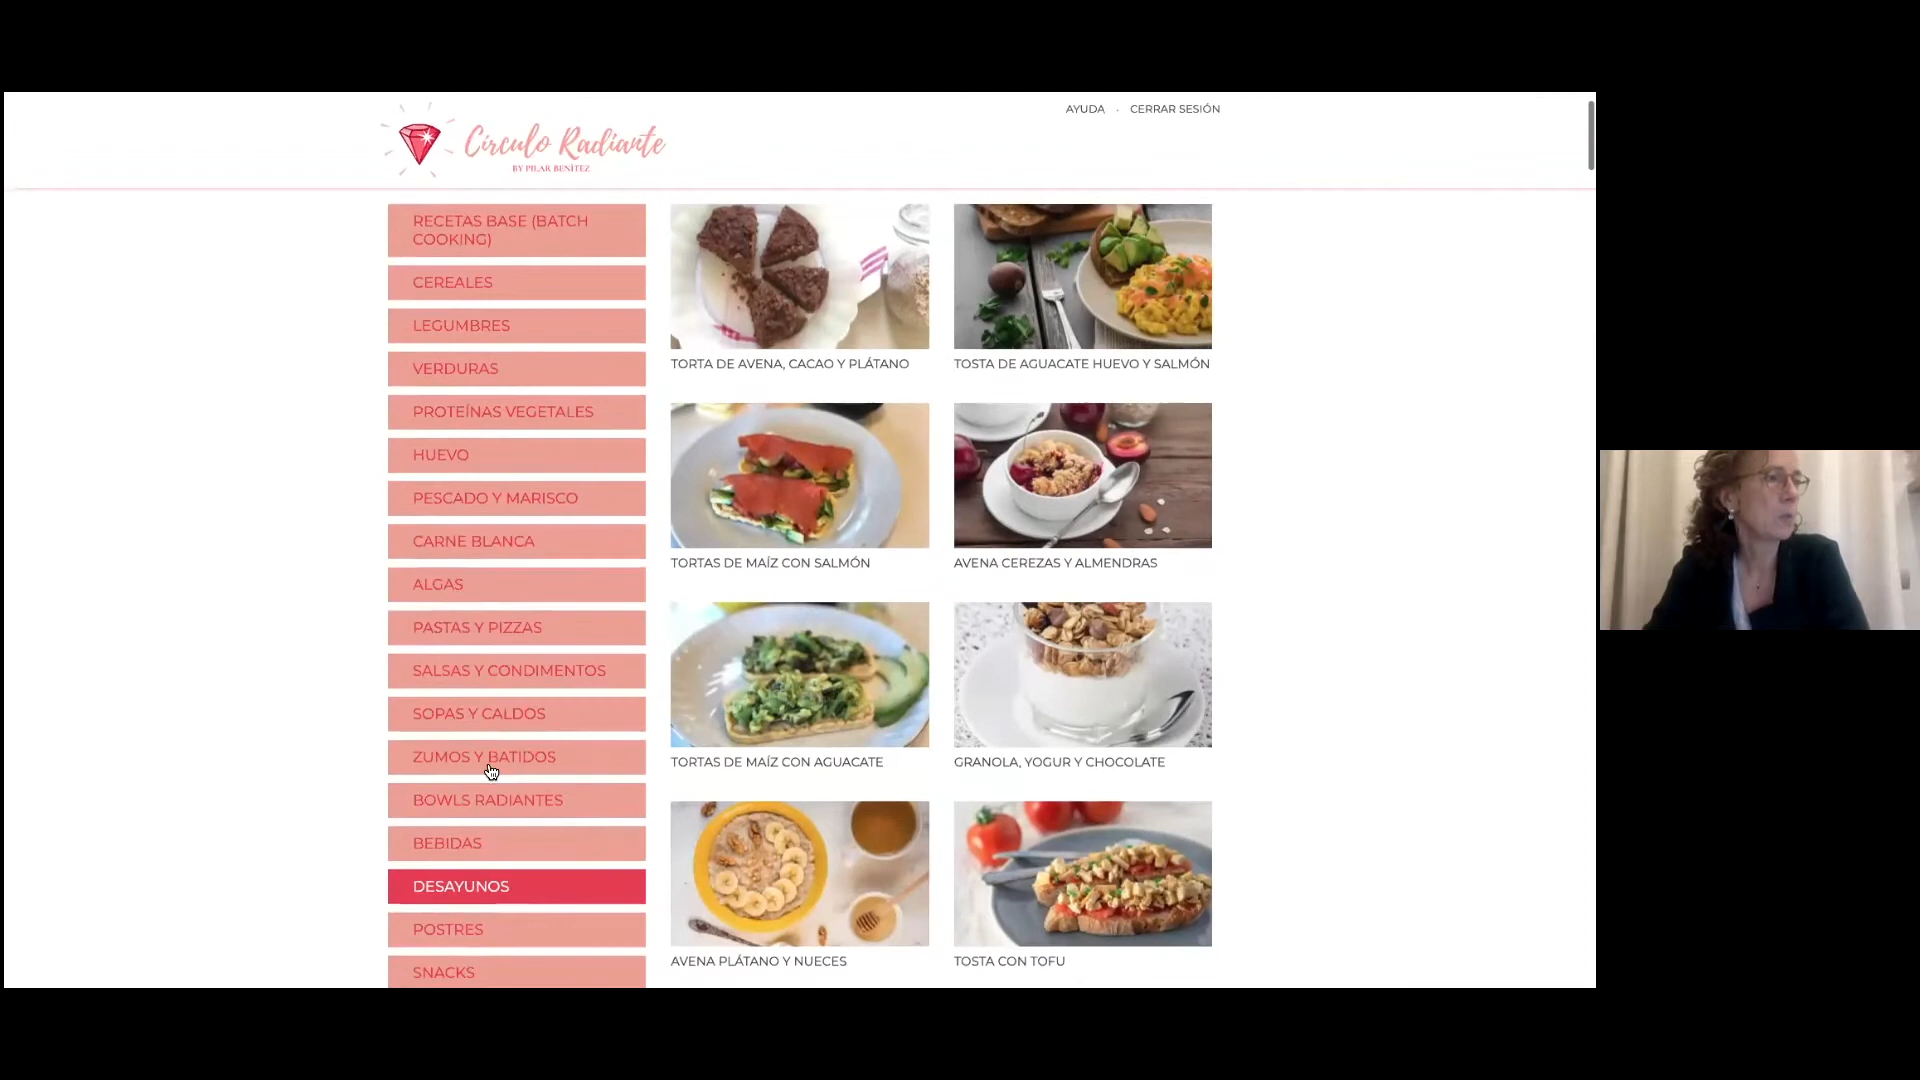 AYUDA - CERRAR SESIÓN
Círculo Radiante
BY PILAR BENÍTEZ
RECETAS BASE (BATCH
COOKING)
CEREALES
LEGUMBRES
VERDURAS
PROTEÍNAS VEGETALES
HUEVO
PESCADO Y MARISCO
CARNE BLANCA
ALGAS
PASTAS Y PIZZAS
SALSAS Y CONDIMENTOS
SOPAS Y CALDOS
ZUMOS Y BATIDOS
BOWLS RADIANTES
BEBIDAS
DESAYUNOS
POSTRES
SNACKS
TORTA DE AVENA, CACAO Y PLÁTANO
TOSTA DE AGUACATE HUEVO Y SALMÓN
TORTAS DE MAÍZ CON SALMÓN
AVENA CEREZAS Y ALMENDRAS
TORTAS DE MAÍZ CON AGUACATE
GRANOLA, YOGUR Y CHOCOLATE
AVENA PLÁTANO Y NUECES
TOSTA CON TOFU